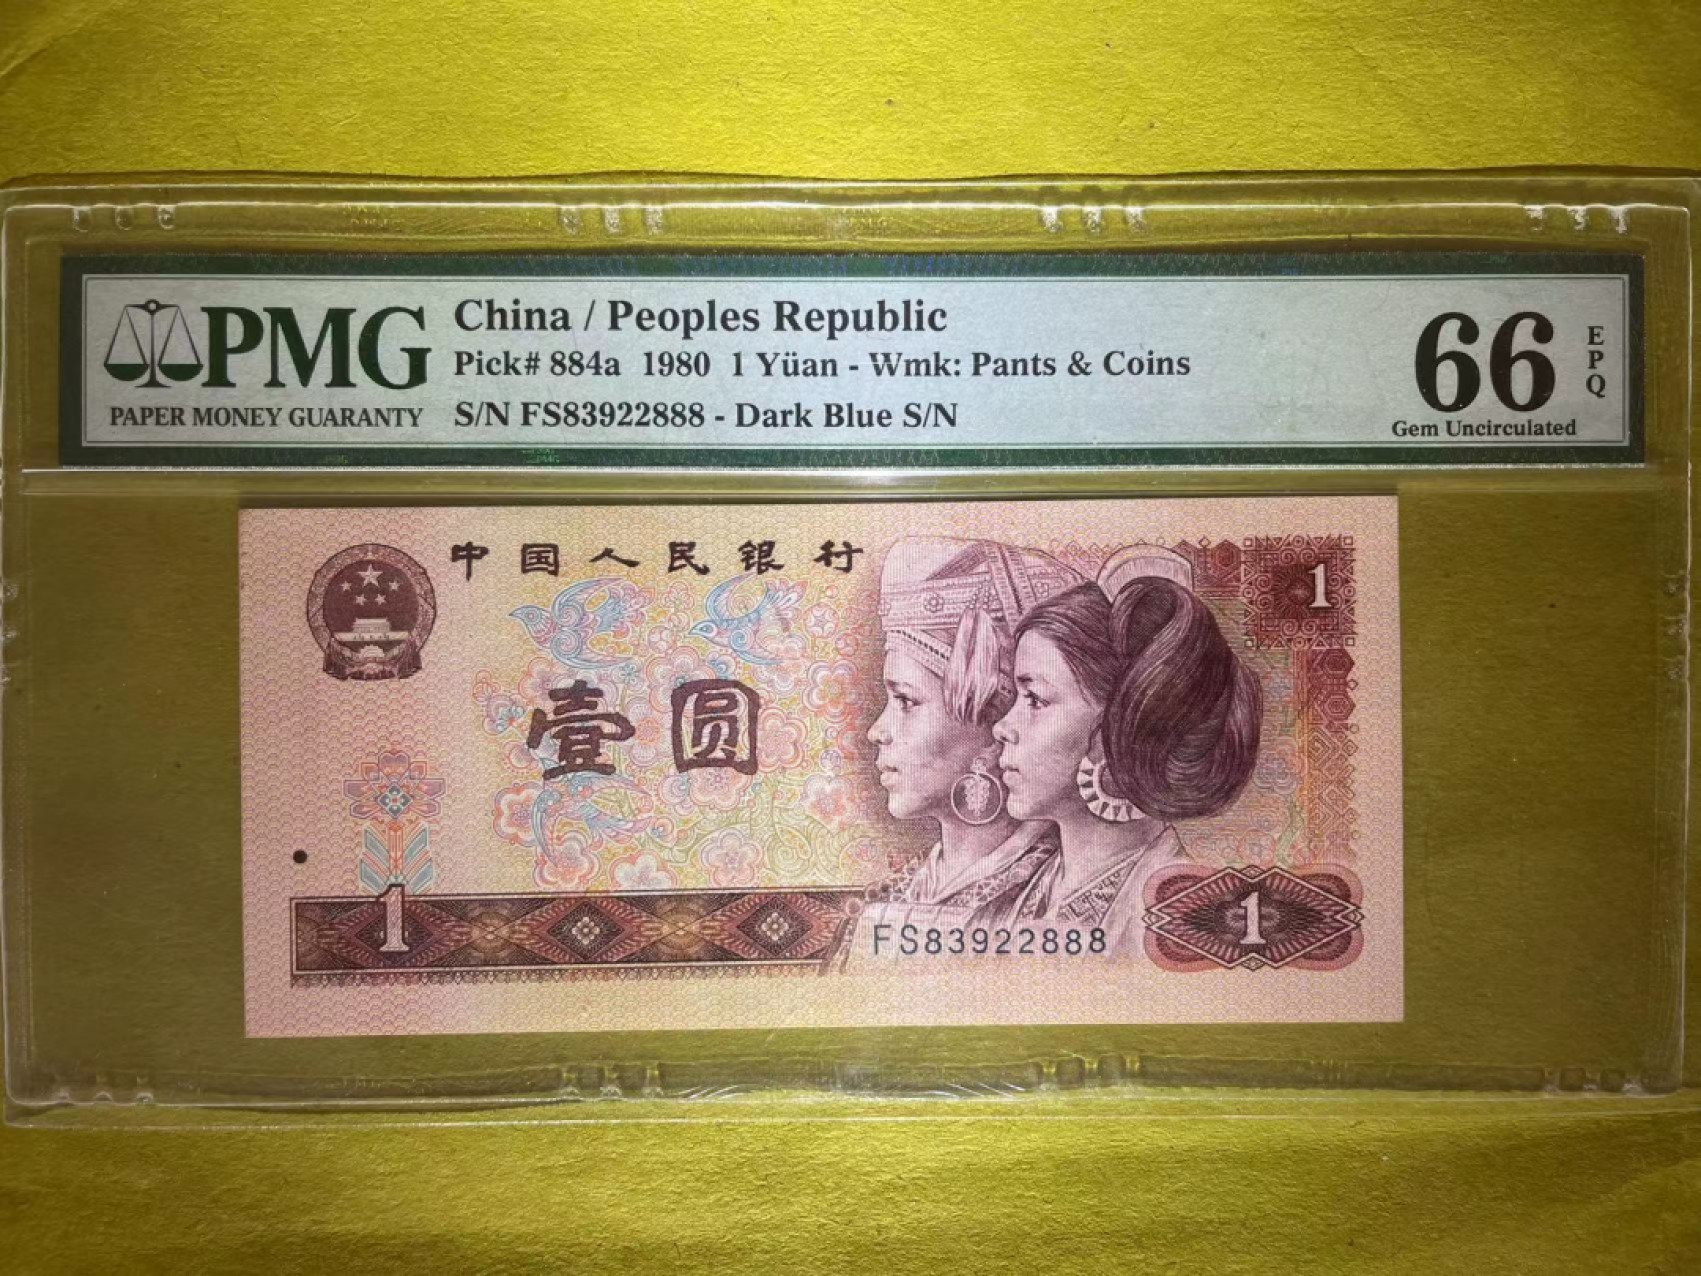 PMG
PAPER MONEY GUARANTY
China / Peoples Republic
Pick# 884a 1980 1 Yüan - Wmk: Pants & Coins
S/N FS83922888 - Dark Blue S/N
66
EPQ
Gem Uncirculated
中国人民银行
1
壹圆
1
FS83922888
1